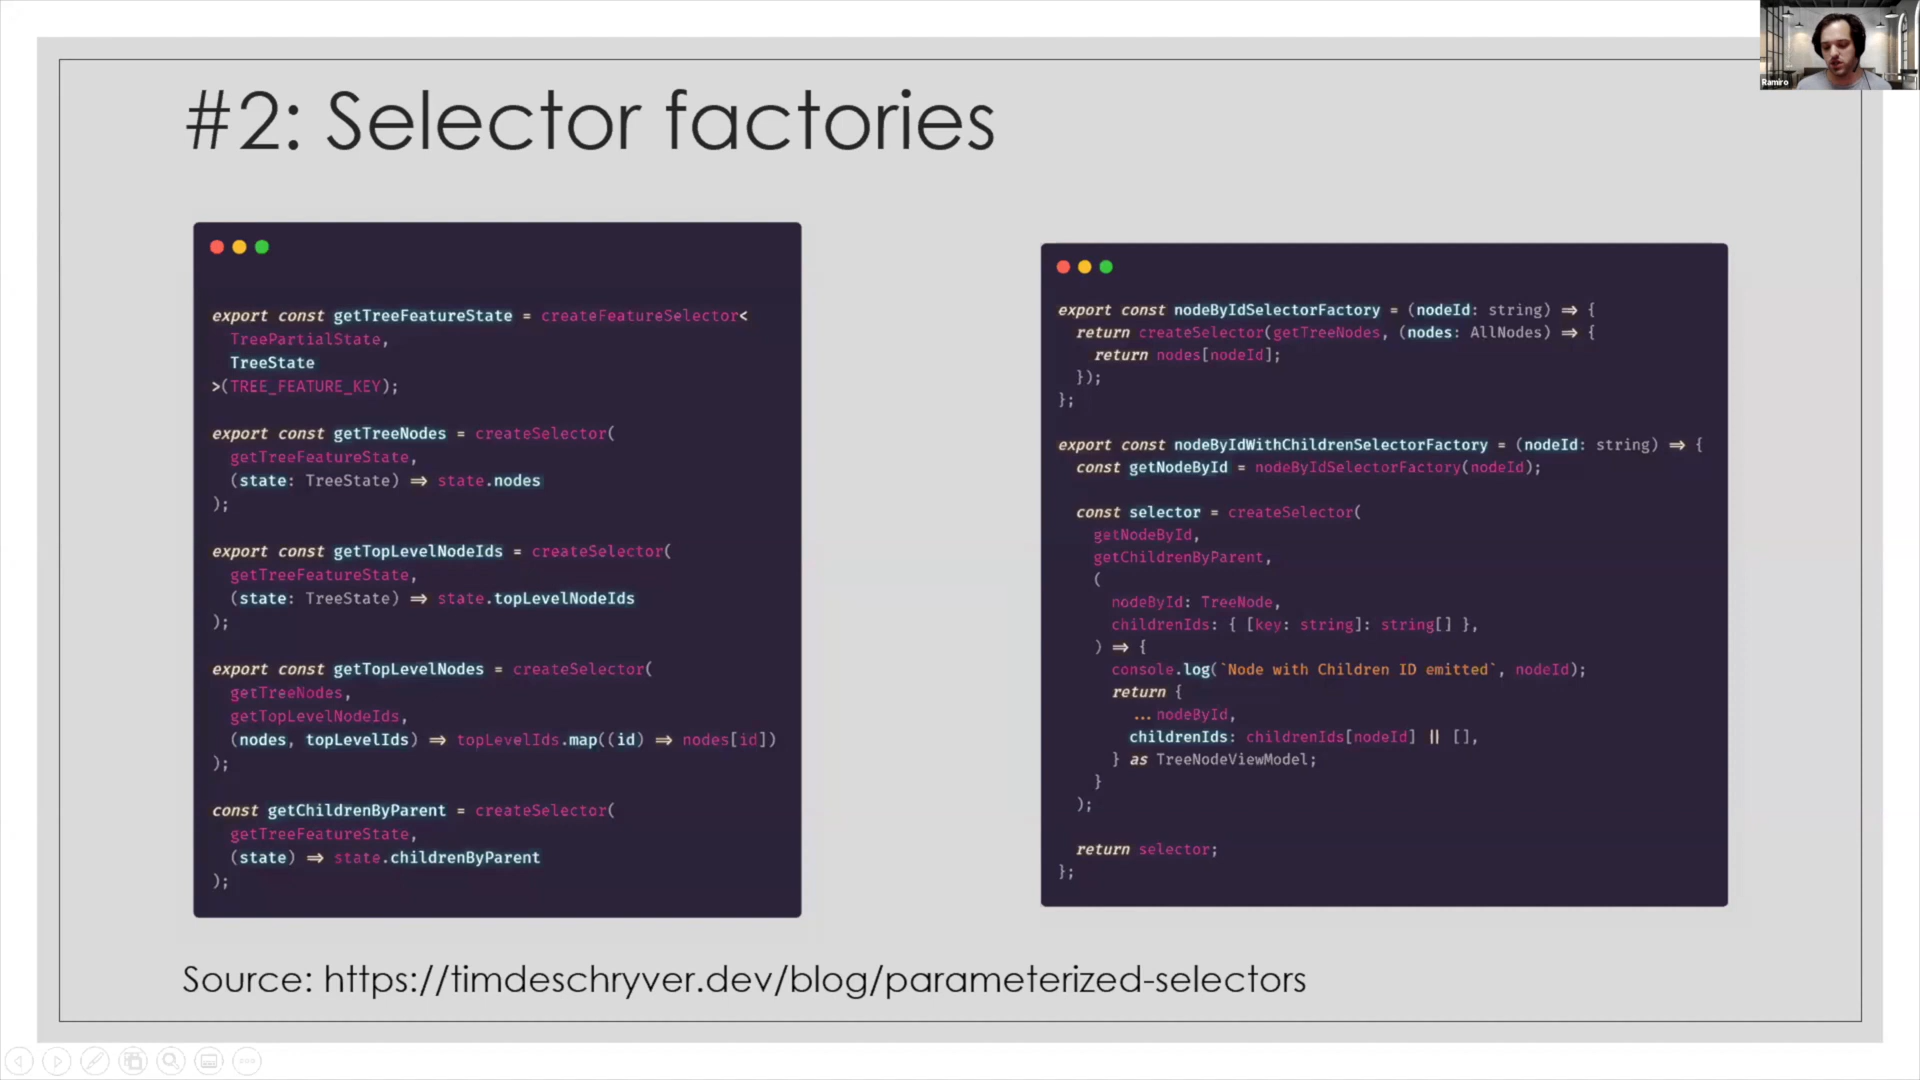 #2: Selector factories
export const getTreeFeatureState = createFeatureSelector<
TreePartialState,
TreeState
>(TREE_FEATURE_KEY);
export const getTreeNodes = createSelector(
getTreeFeatureState,
(state: TreeState) ⇒ state.nodes
);
export const getTopLevelNodeIds = createSelector(
getTreeFeatureState,
(state: TreeState) ⇒ state.topLevelNodeIds
);
export const getTopLevelNodes = createSelector(
getTreeNodes,
getTopLevelNodeIds,
(nodes, topLevelIds) ⇒ topLevelIds.map((id) ⇒ nodes[id])
);
const getChildrenByParent = createSelector(
getTreeFeatureState,
(state) ⇒ state.childrenByParent
);
export const nodeByIdSelectorFactory = (nodeId: string) ⇒ {
return createSelector(getTreeNodes, (nodes: AllNodes) ⇒ {
return nodes[nodeId];
});
};
export const nodeByIdWithChildrenSelectorFactory = (nodeId: string) ⇒ {
const getNodeById = nodeByIdSelectorFactory(nodeId);
const selector = createSelector(
getNodeById,
getChildrenByParent,
(
nodeById: TreeNode,
childrenIds: { [key: string]: string[] },
) ⇒ {
console.log(`Node with Children ID emitted`, nodeId);
return {
...nodeById,
childrenIds: childrenIds[nodeId] || [],
} as TreeNodeViewModel;
}
);
return selector;
};
Source: https://timdeschryver.dev/blog/parameterized-selectors
Ramiro